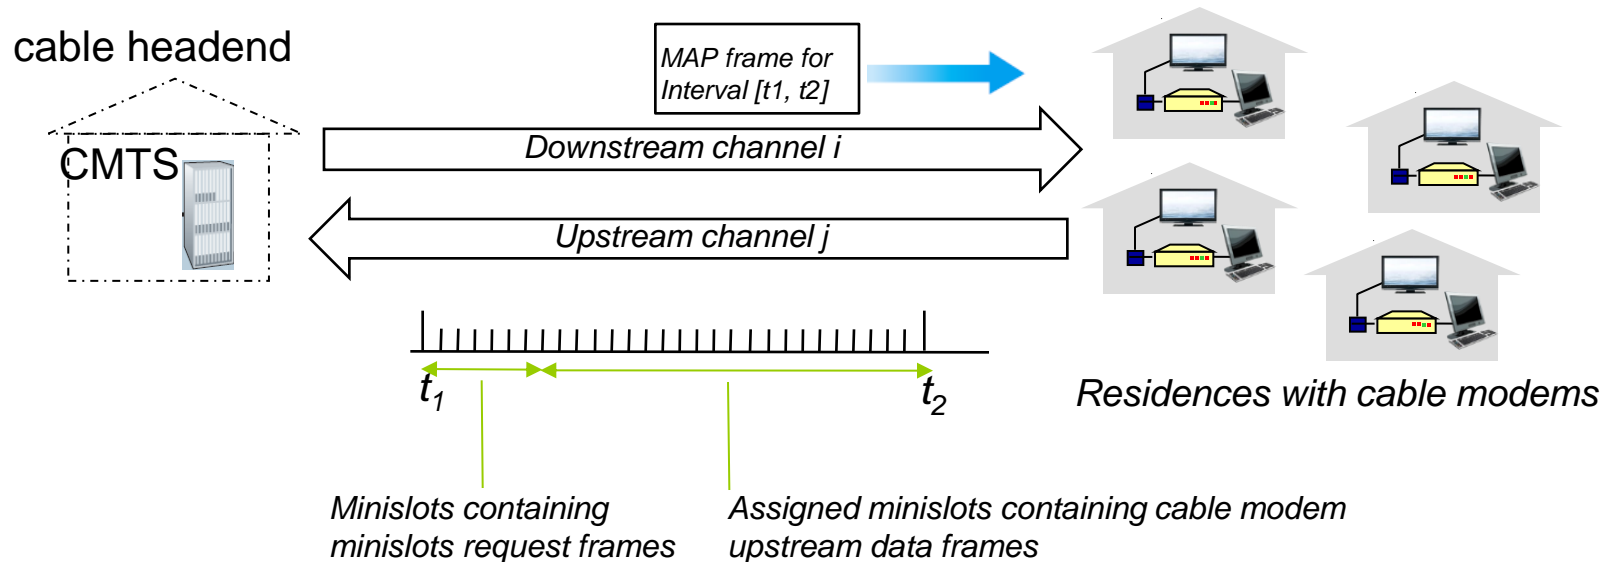 cable headend
MAP frame for
Interval [t1, t2]
CMTS
Downstream channel i
Upstream channel j
t1
t2
Residences with cable modems
Minislots containing
minislots request frames
Assigned minislots containing cable modem
upstream data frames